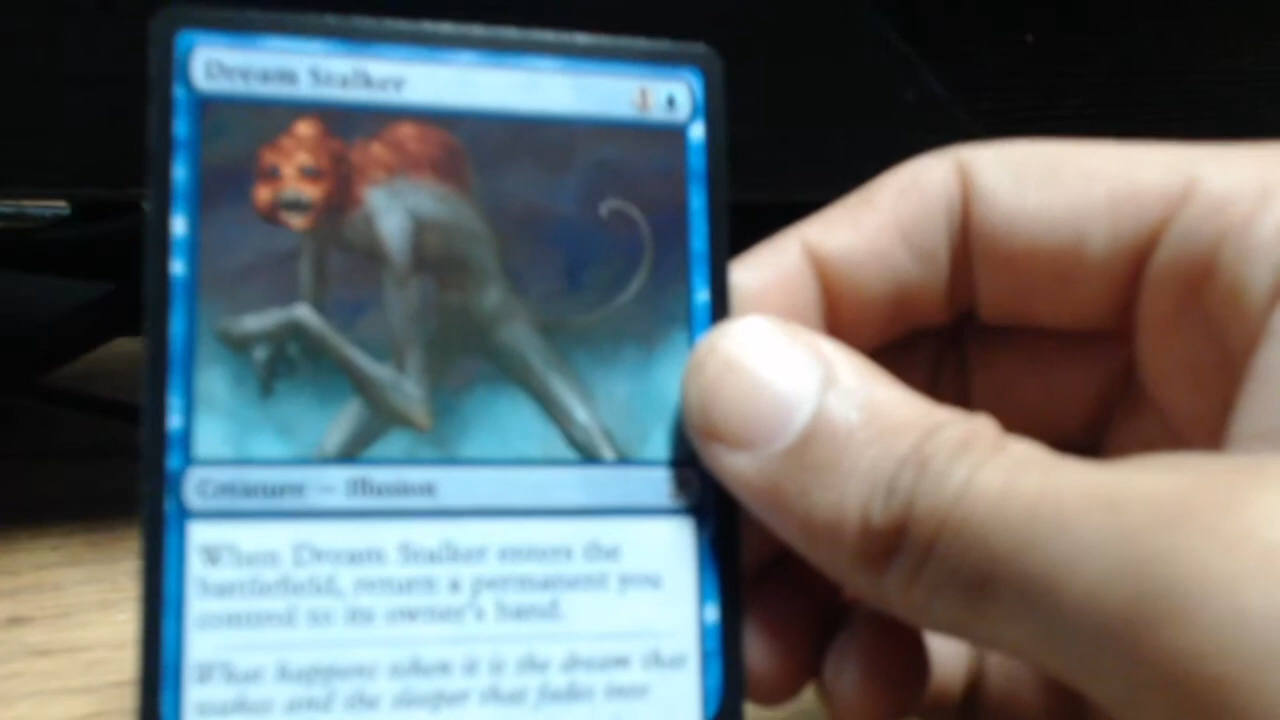 Dream Stalker
1
Creature — Illusion
When Dream Stalker enters the
battlefield, return a permanent you
control to its owner's hand.
What happens when it is the dream that
wakes and the sleeper that fades into